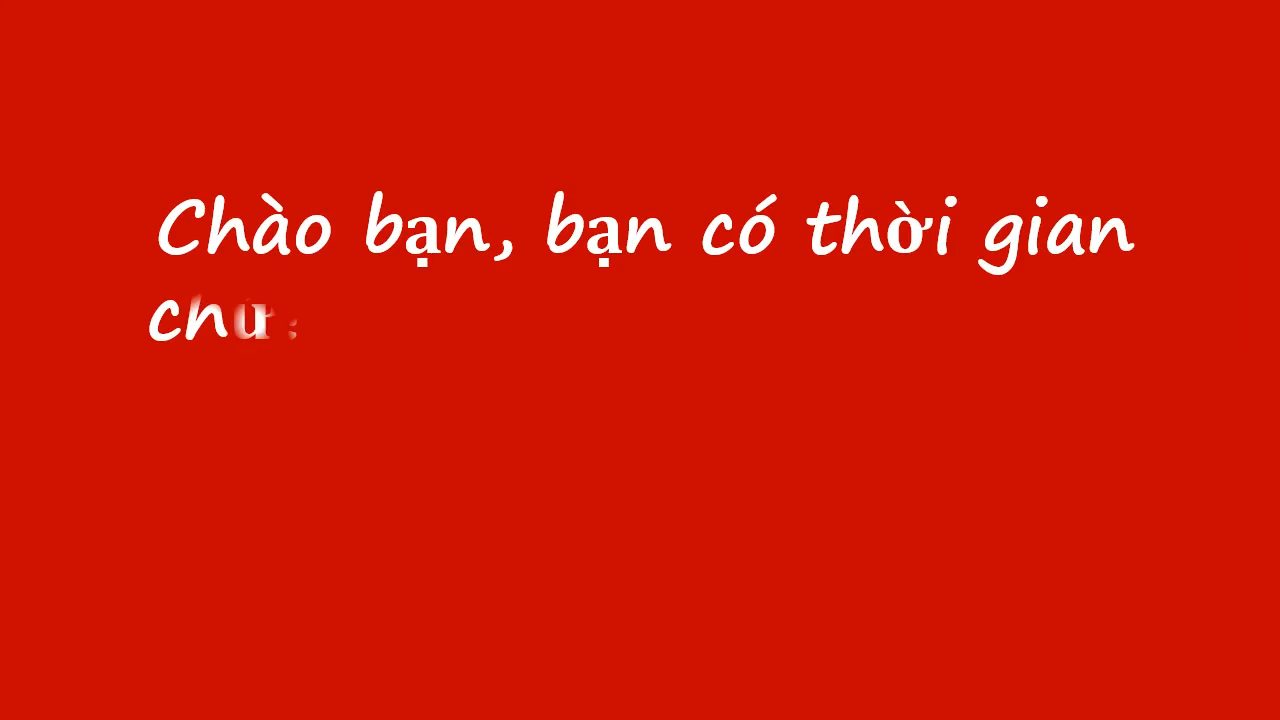 Chào bạn, bạn có thời gian
chư